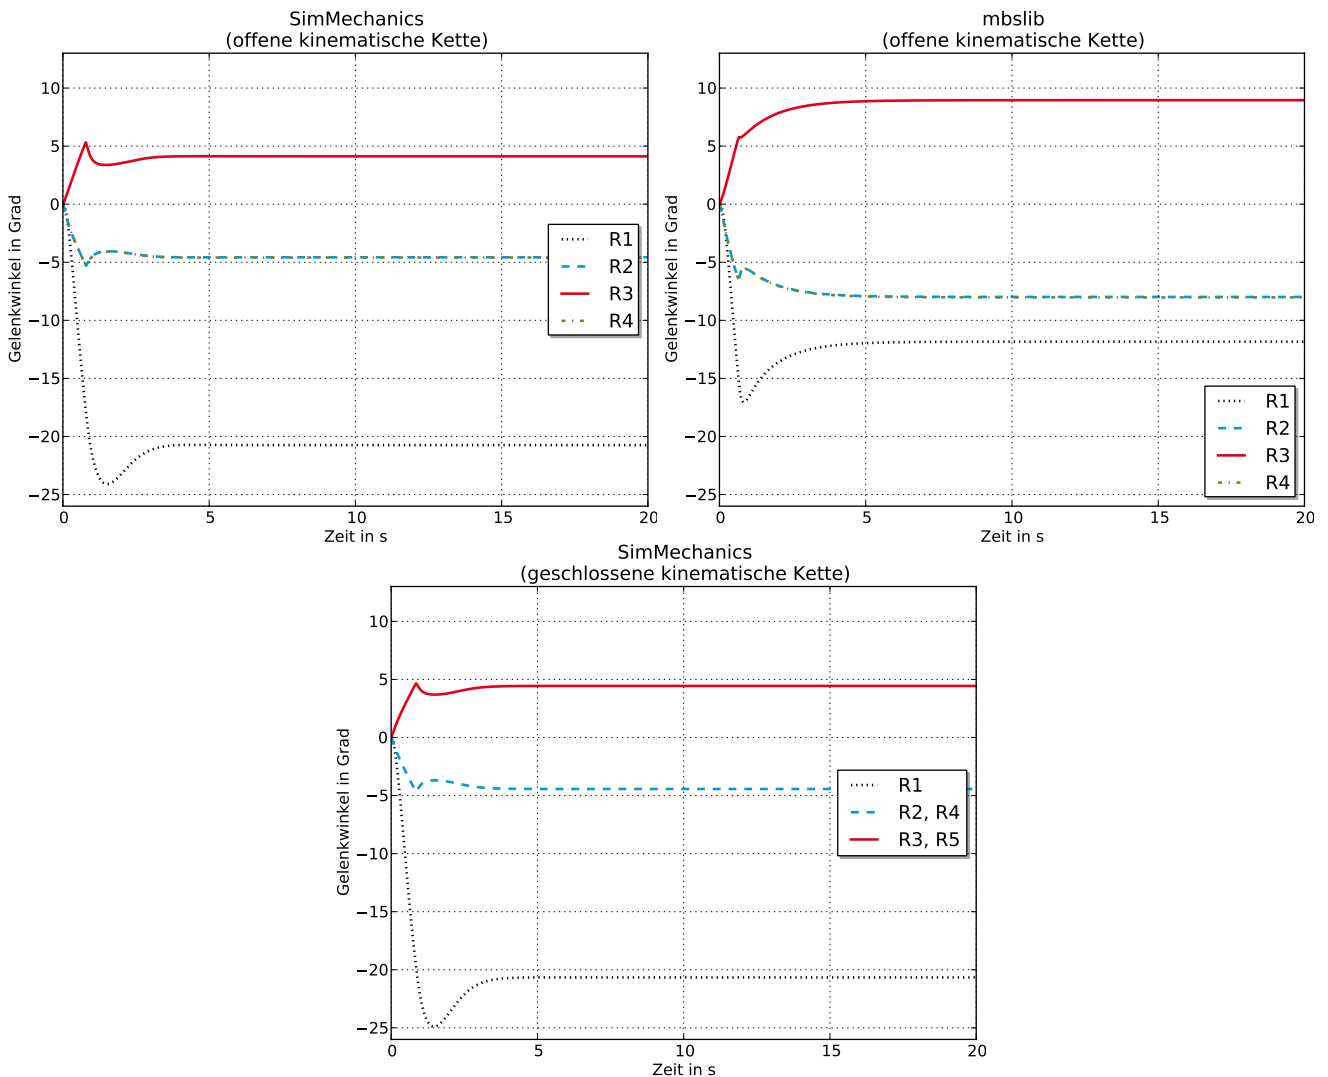 SimMechanics
(offene kinematische Kette)
Gelenkwinkel in Grad
10
5
0
−5
−10
−15
−20
−25
0 5 10 15 20
Zeit in s
R1
R2
R3
R4
mbslib
(offene kinematische Kette)
Gelenkwinkel in Grad
10
5
0
−5
−10
−15
−20
−25
0 5 10 15 20
Zeit in s
R1
R2
R3
R4
SimMechanics
(geschlossene kinematische Kette)
Gelenkwinkel in Grad
10
5
0
−5
−10
−15
−20
−25
0 5 10 15 20
Zeit in s
R1
R2, R4
R3, R5